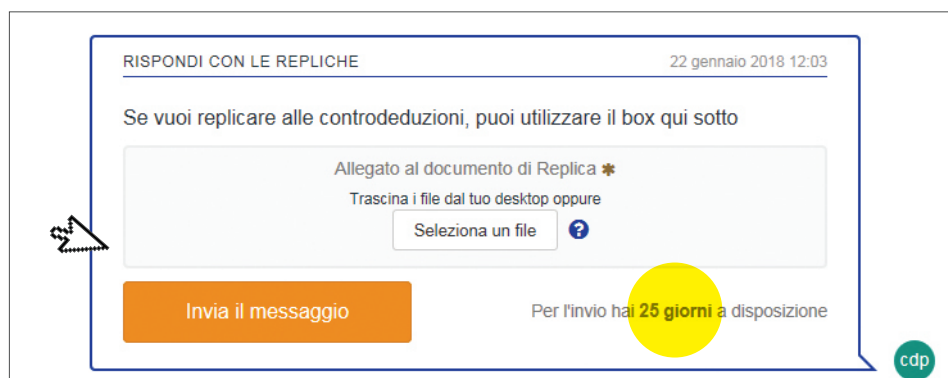 RISPONDI CON LE REPLICHE 22 gennaio 2018 12:03
Se vuoi replicare alle controdeduzioni, puoi utilizzare il box qui sotto
Allegato al documento di Replica ✱
Trascina i file dal tuo desktop oppure
Seleziona un file ?
Invia il messaggio Per l'invio hai 25 giorni a disposizione
cdp